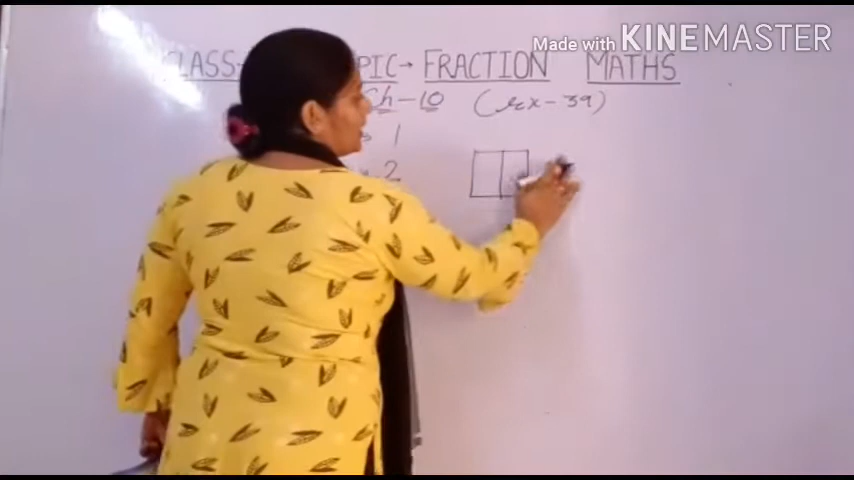 Made with KINEMASTER
CLASS- PIC→ FRACTION MATHS
Ch-10 (Ex-39)
1
2